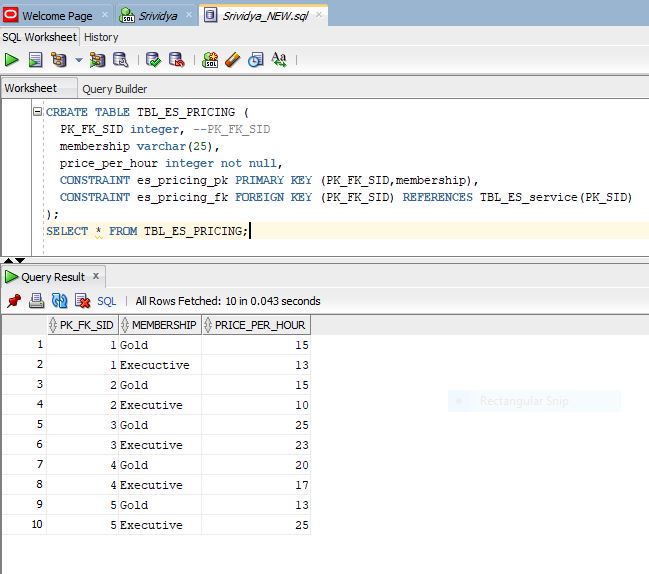 Welcome Page Srividya Srividya_NEW.sql
SQL Worksheet History
Worksheet Query Builder
CREATE TABLE TBL_ES_PRICING (
PK_FK_SID integer, --PK_FK_SID
membership varchar(25),
price_per_hour integer not null,
CONSTRAINT es_pricing_pk PRIMARY KEY (PK_FK_SID,membership),
CONSTRAINT es_pricing_fk FOREIGN KEY (PK_FK_SID) REFERENCES TBL_ES_service(PK_SID)
);
SELECT * FROM TBL_ES_PRICING;
Query Result
SQL | All Rows Fetched: 10 in 0.043 seconds
PK_FK_SID MEMBERSHIP PRICE_PER_HOUR
1 1 Gold 15
2 1 Execuctive 13
3 2 Gold 15
4 2 Executive 10
Rectangular Snip
5 3 Gold 25
6 3 Executive 23
7 4 Gold 20
8 4 Executive 17
9 5 Gold 13
10 5 Executive 25